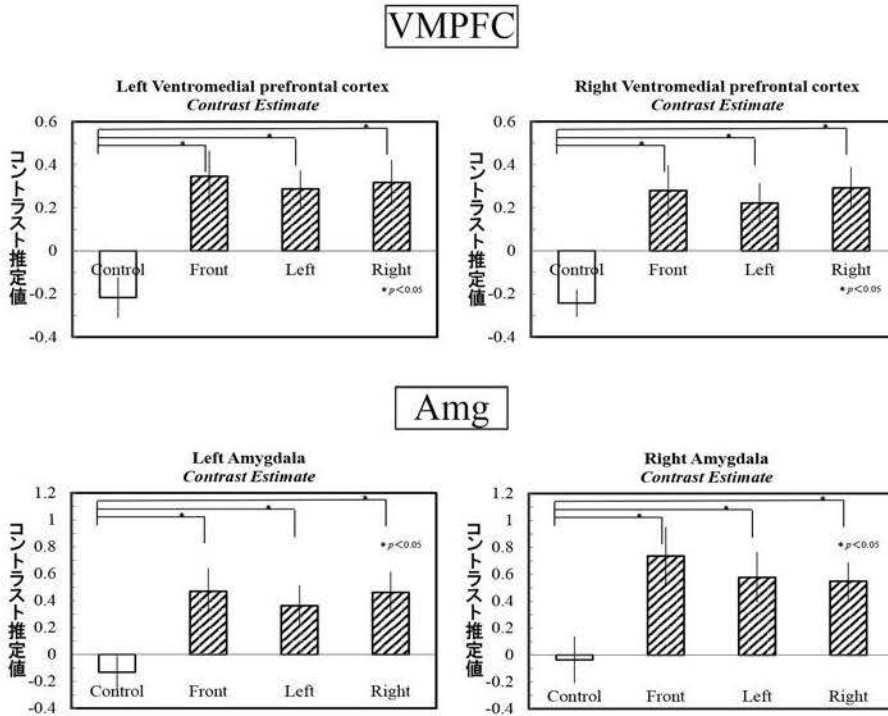 VMPFC
Left Ventromedial prefrontal cortex
Contrast Estimate
コントラスト推定値
0.6
0.4
0.2
0
-0.2
-0.4
*
*
*
Control
Front
Left
Right
* p<0.05
Right Ventromedial prefrontal cortex
Contrast Estimate
コントラスト推定値
0.6
0.4
0.2
0
-0.2
-0.4
*
*
*
Control
Front
Left
Right
* p<0.05
Amg
Left Amygdala
Contrast Estimate
コントラスト推定値
1.2
1
0.8
0.6
0.4
0.2
0
-0.2
-0.4
*
*
*
* p<0.05
Control
Front
Left
Right
Right Amygdala
Contrast Estimate
コントラスト推定値
1.2
1
0.8
0.6
0.4
0.2
0
-0.2
-0.4
*
*
*
* p<0.05
Control
Front
Left
Right